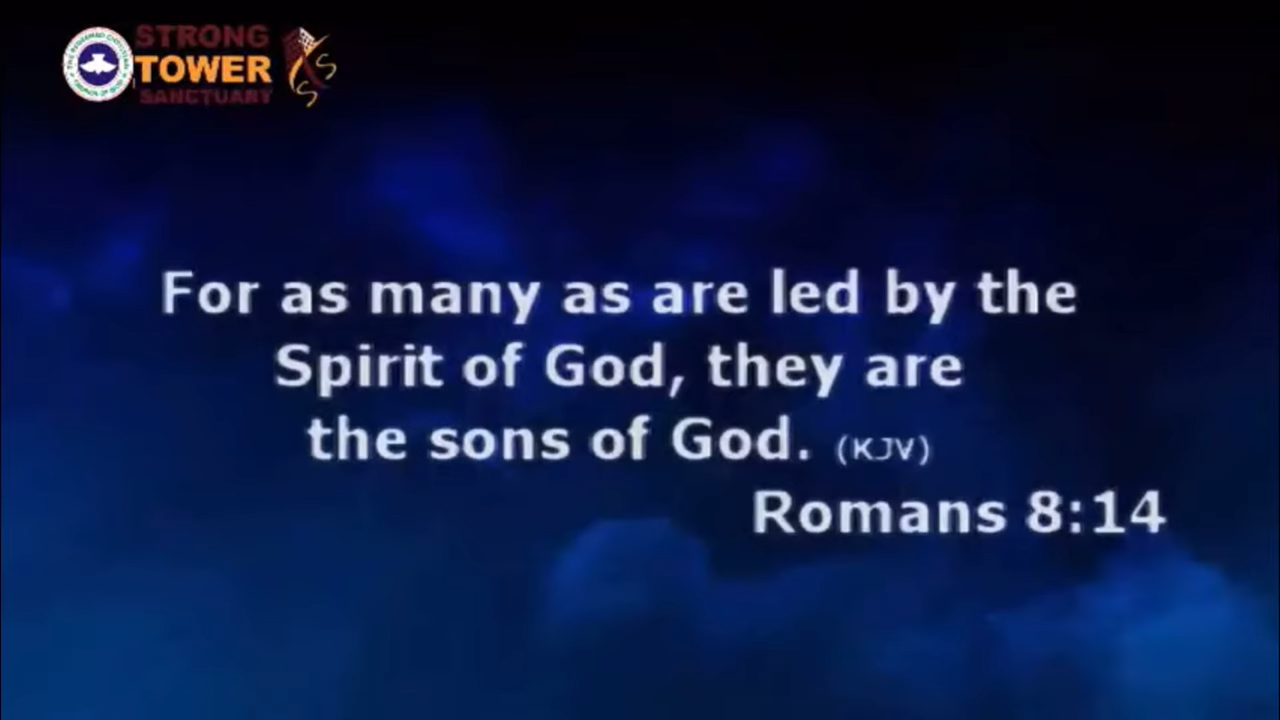 STRONG
TOWER
SANCTUARY
For as many as are led by the
Spirit of God, they are
the sons of God. (KJV)
Romans 8:14